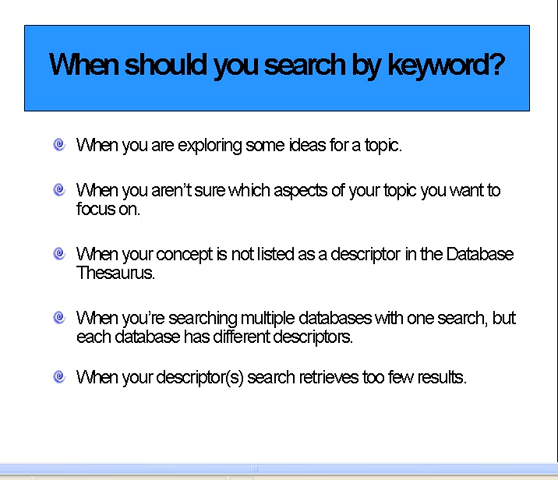 When should you search by keyword?
When you are exploring some ideas for a topic.
When you aren't sure which aspects of your topic you want to
focus on.
When your concept is not listed as a descriptor in the Database
Thesaurus.
When you're searching multiple databases with one search, but
each database has different descriptors.
When your descriptor(s) search retrieves too few results.